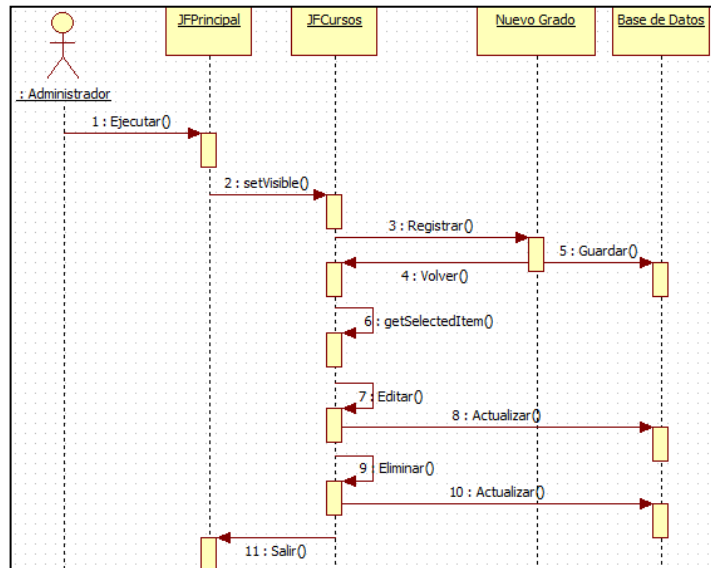 JFPrincipal
JFCursos
Nuevo Grado
Base de Datos
: Administrador
1 : Ejecutar()
2 : setVisible()
3 : Registrar()
5 : Guardar()
4 : Volver()
6 : getSelectedItem()
7 : Editar()
8 : Actualizar()
9 : Eliminar()
10 : Actualizar()
11 : Salir()